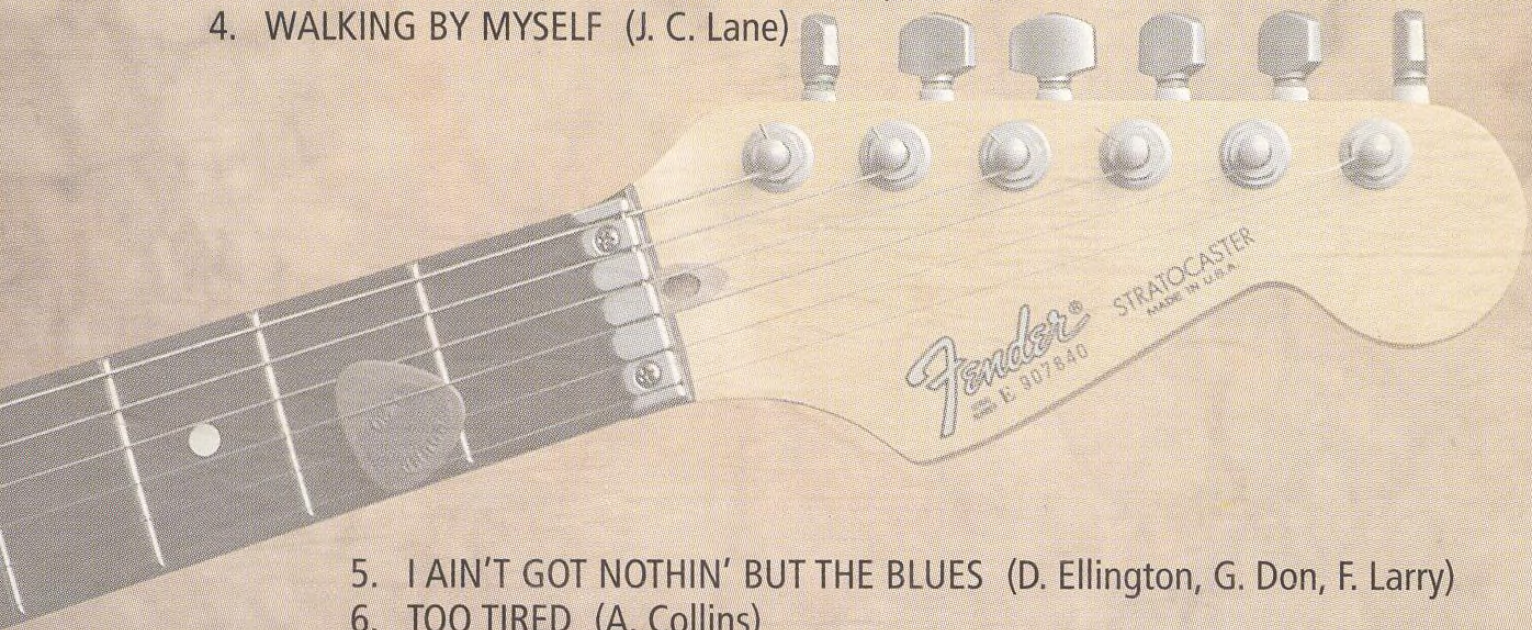 4. WALKING BY MYSELF (J. C. Lane)
STRATOCASTER
MADE IN U.S.A.
Fender®
E 907840
5. I AIN'T GOT NOTHIN' BUT THE BLUES (D. Ellington, G. Don, F. Larry)
6. TOO TIRED (A. Collins)